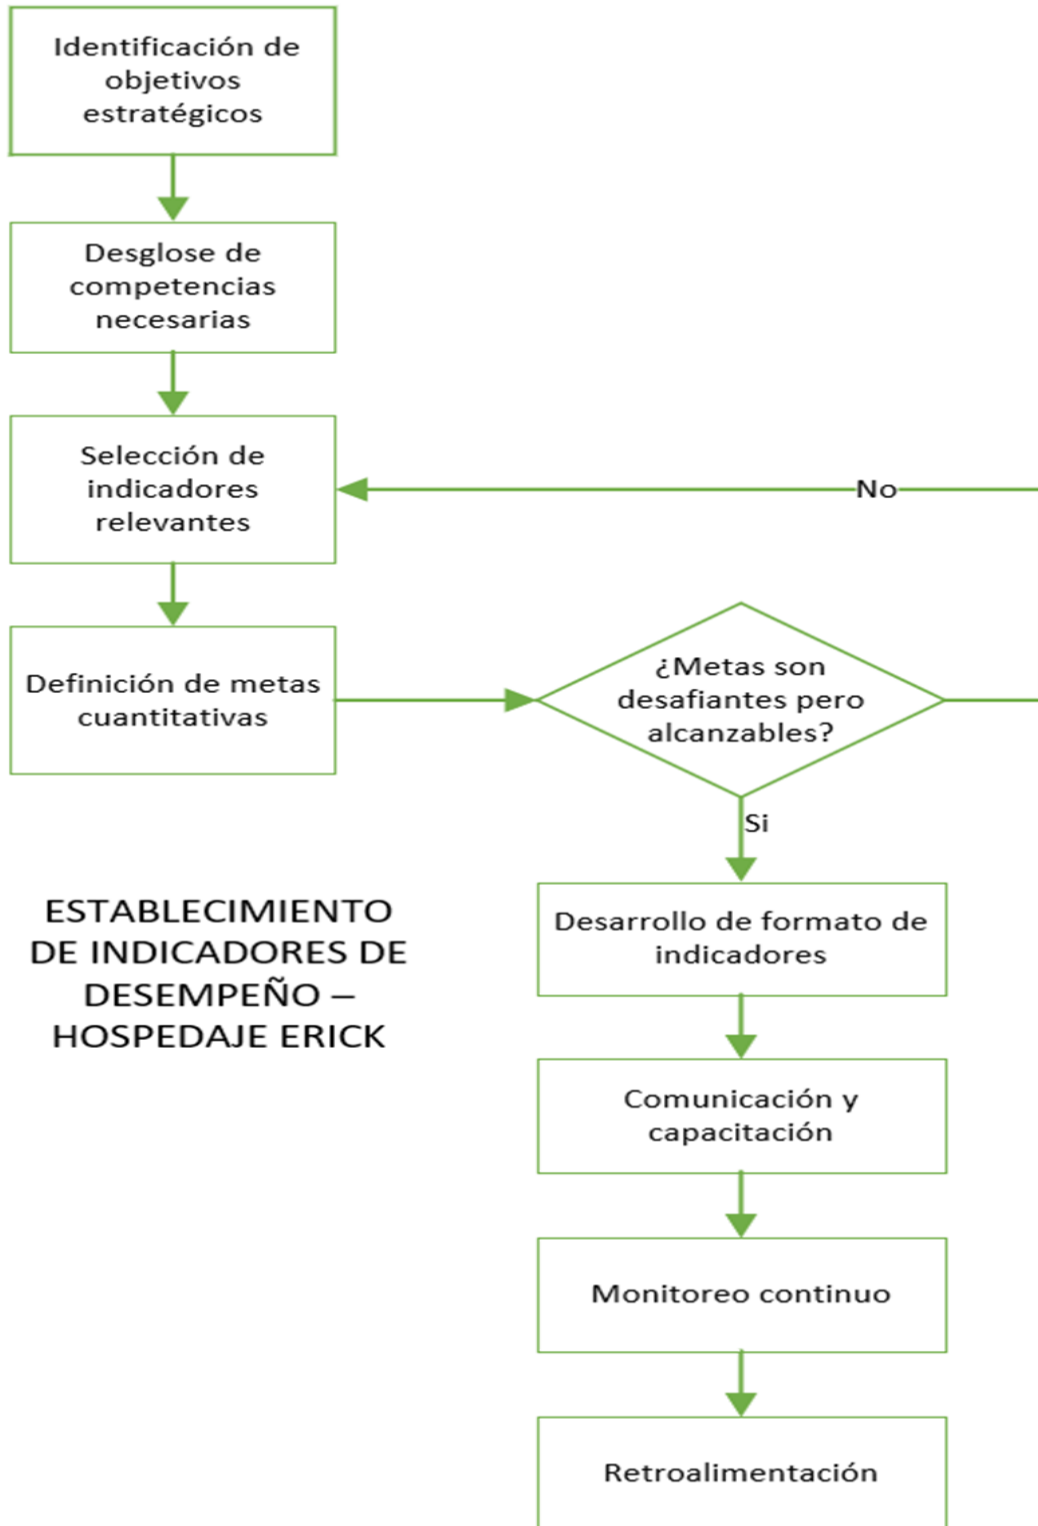 Identificación de
objetivos
estratégicos
Desglose de
competencias
necesarias
Selección de
indicadores
relevantes
No
Definición de metas
cuantitativas
¿Metas son
desafiantes pero
alcanzables?
Si
ESTABLECIMIENTO
DE INDICADORES DE
DESEMPEÑO –
HOSPEDAJE ERICK
Desarrollo de formato de
indicadores
Comunicación y
capacitación
Monitoreo continuo
Retroalimentación